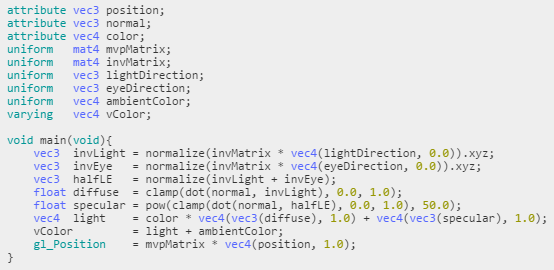 attribute vec3 position;
attribute vec3 normal;
attribute vec4 color;
uniform   mat4 mvpMatrix;
uniform   mat4 invMatrix;
uniform   vec3 lightDirection;
uniform   vec3 eyeDirection;
uniform   vec4 ambientColor;
varying   vec4 vColor;

void main(void){
    vec3  invLight = normalize(invMatrix * vec4(lightDirection, 0.0)).xyz;
    vec3  invEye   = normalize(invMatrix * vec4(eyeDirection, 0.0)).xyz;
    vec3  halfLE   = normalize(invLight + invEye);
    float diffuse  = clamp(dot(normal, invLight), 0.0, 1.0);
    float specular = pow(clamp(dot(normal, halfLE), 0.0, 1.0), 50.0);
    vec4  light    = color * vec4(vec3(diffuse), 1.0) + vec4(vec3(specular), 1.0);
    vColor         = light + ambientColor;
    gl_Position    = mvpMatrix * vec4(position, 1.0);
}